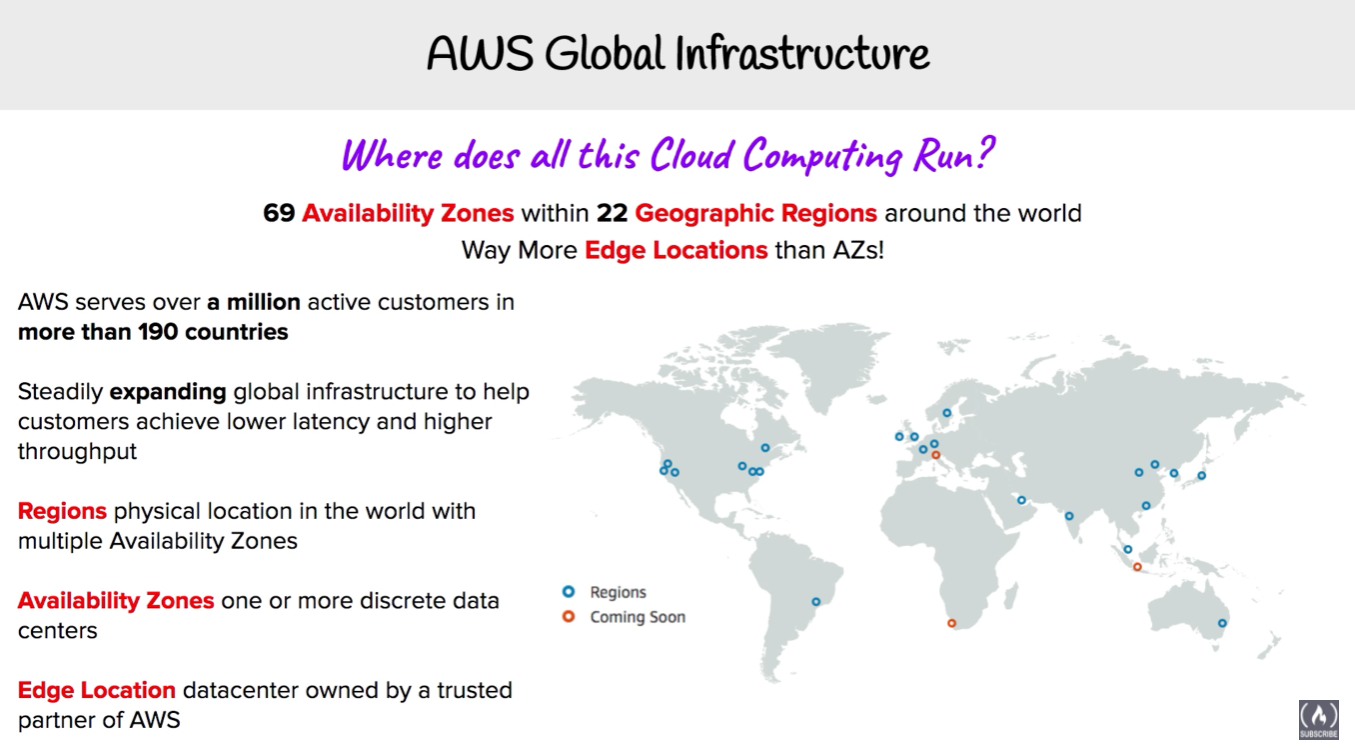 AWS Global Infrastructure
Where does all this Cloud Computing Run?
69 Availability Zones within 22 Geographic Regions around the world
Way More Edge Locations than AZs!
AWS serves over a million active customers in
more than 190 countries
Steadily expanding global infrastructure to help
customers achieve lower latency and higher
throughput
Regions physical location in the world with
multiple Availability Zones
Availability Zones one or more discrete data
centers
Edge Location datacenter owned by a trusted
partner of AWS
Regions
Coming Soon
SUBSCRIBE